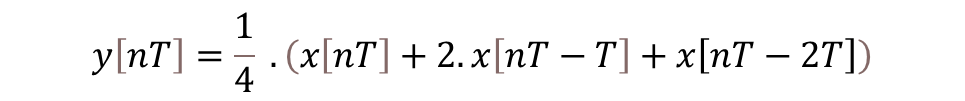 y[nT] = 1/4 . (x[nT] + 2. x[nT − T] + x[nT − 2T])